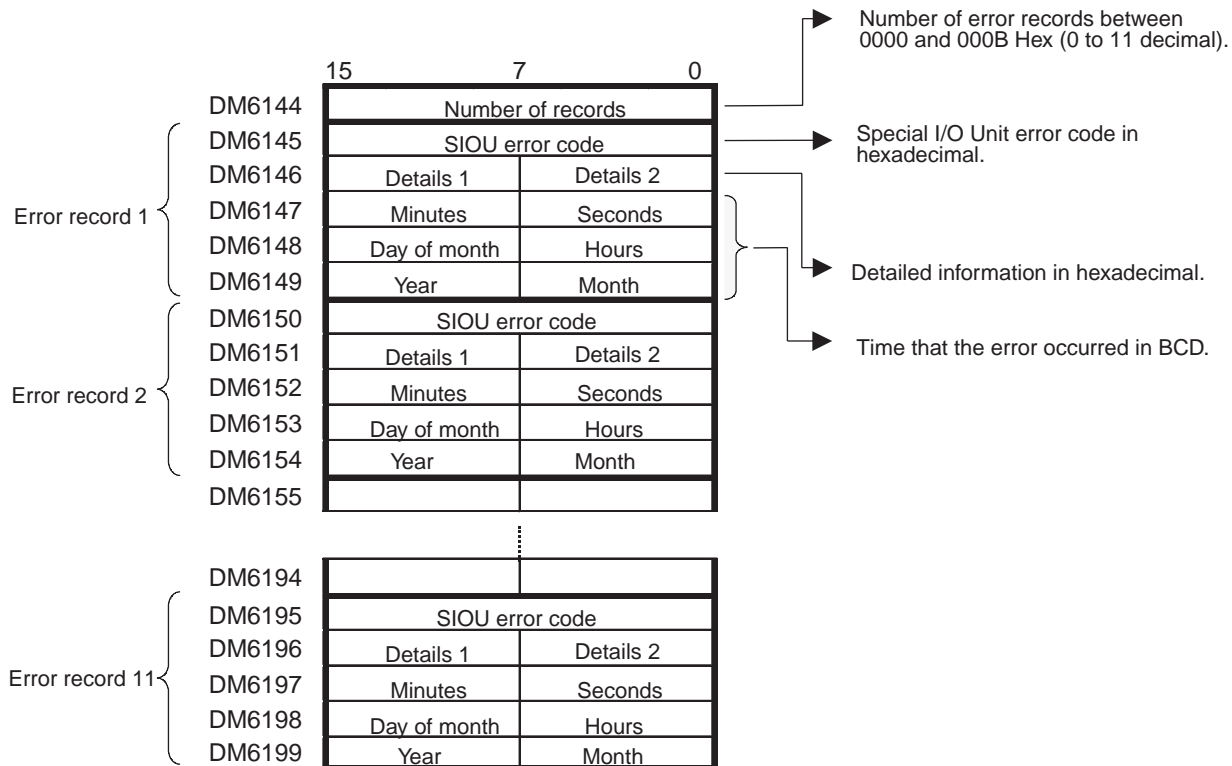 Number of error records between
0000 and 000B Hex (0 to 11 decimal).
15 7 0
DM6144 Number of records
DM6145 SIOU error code
Special I/O Unit error code in
hexadecimal.
DM6146 Details 1 Details 2
Error record 1
DM6147 Minutes Seconds
DM6148 Day of month Hours
DM6149 Year Month
Detailed information in hexadecimal.
DM6150 SIOU error code
DM6151 Details 1 Details 2
Time that the error occurred in BCD.
Error record 2
DM6152 Minutes Seconds
DM6153 Day of month Hours
DM6154 Year Month
DM6155
DM6194
DM6195 SIOU error code
DM6196 Details 1 Details 2
Error record 11
DM6197 Minutes Seconds
DM6198 Day of month Hours
DM6199 Year Month